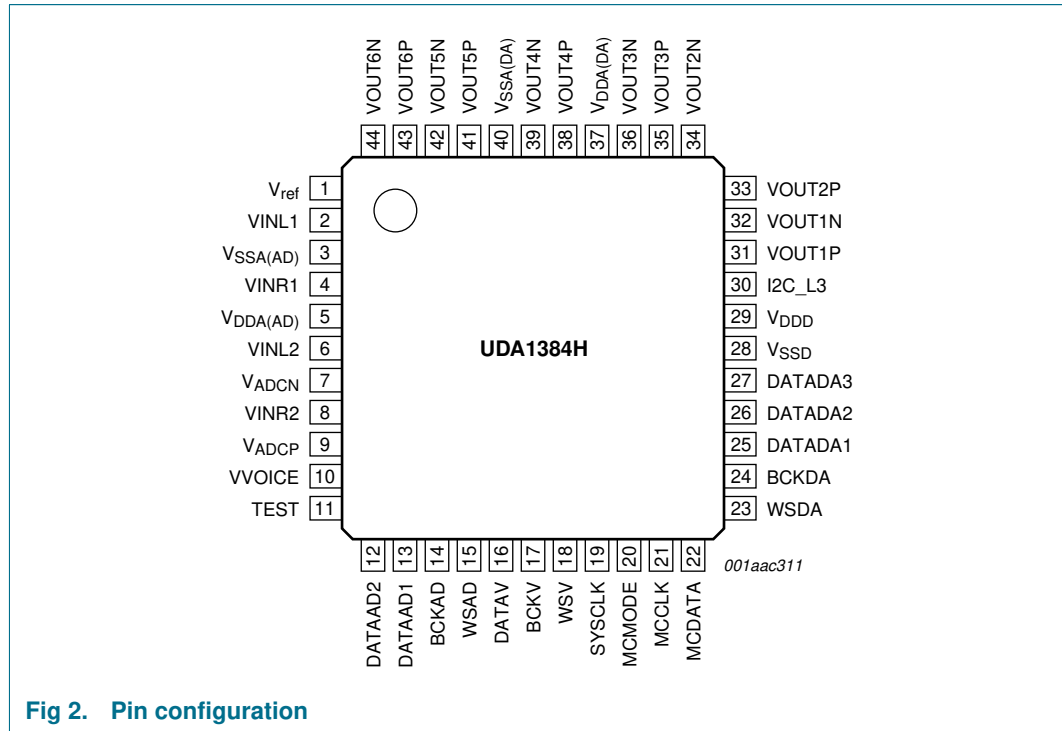 VOUT6N
VOUT6P
VOUT5N
VOUT5P
VSSA(DA)
VOUT4N
VOUT4P
VDDA(DA)
VOUT3N
VOUT3P
VOUT2N
44
43
42
41
40
39
38
37
36
35
34
Vref 1
VINL1 2
VSSA(AD) 3
VINR1 4
VDDA(AD) 5
VINL2 6
VADCN 7
VINR2 8
VADCP 9
VVOICE 10
TEST 11
UDA1384H
33 VOUT2P
32 VOUT1N
31 VOUT1P
30 I2C_L3
29 VDDD
28 VSSD
27 DATADA3
26 DATADA2
25 DATADA1
24 BCKDA
23 WSDA
12
13
14
15
16
17
18
19
20
21
22
DATAAD2
DATAAD1
BCKAD
WSAD
DATAV
BCKV
WSV
SYSCLK
MCMODE
MCCLK
MCDATA
001aac311
Fig 2. Pin configuration